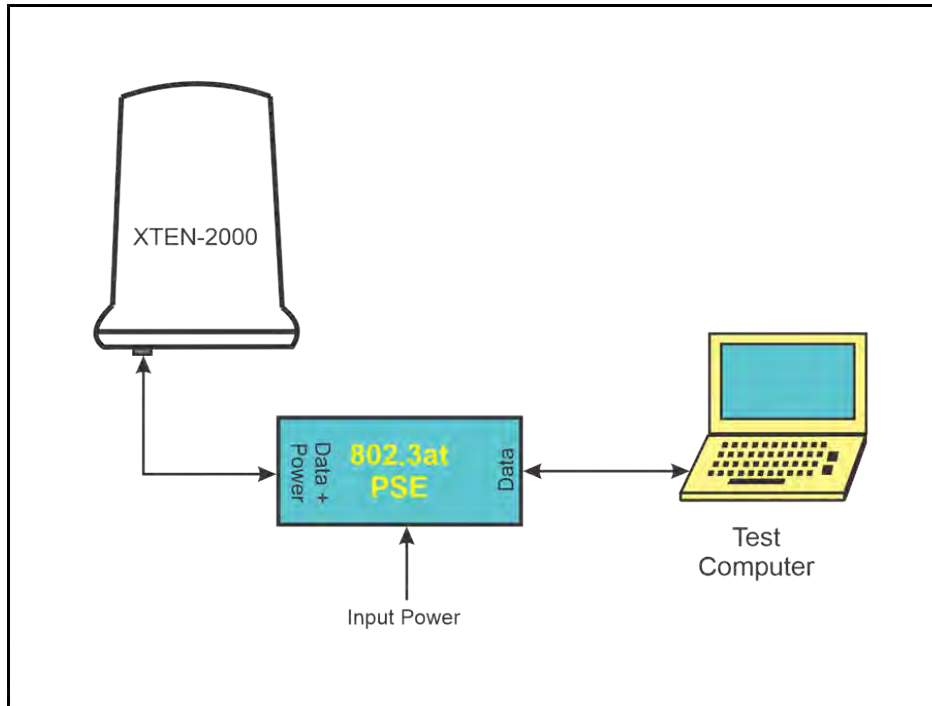 XTEN-2000
Data +
Power
802.3at
PSE
Data
Test
Computer
Input Power